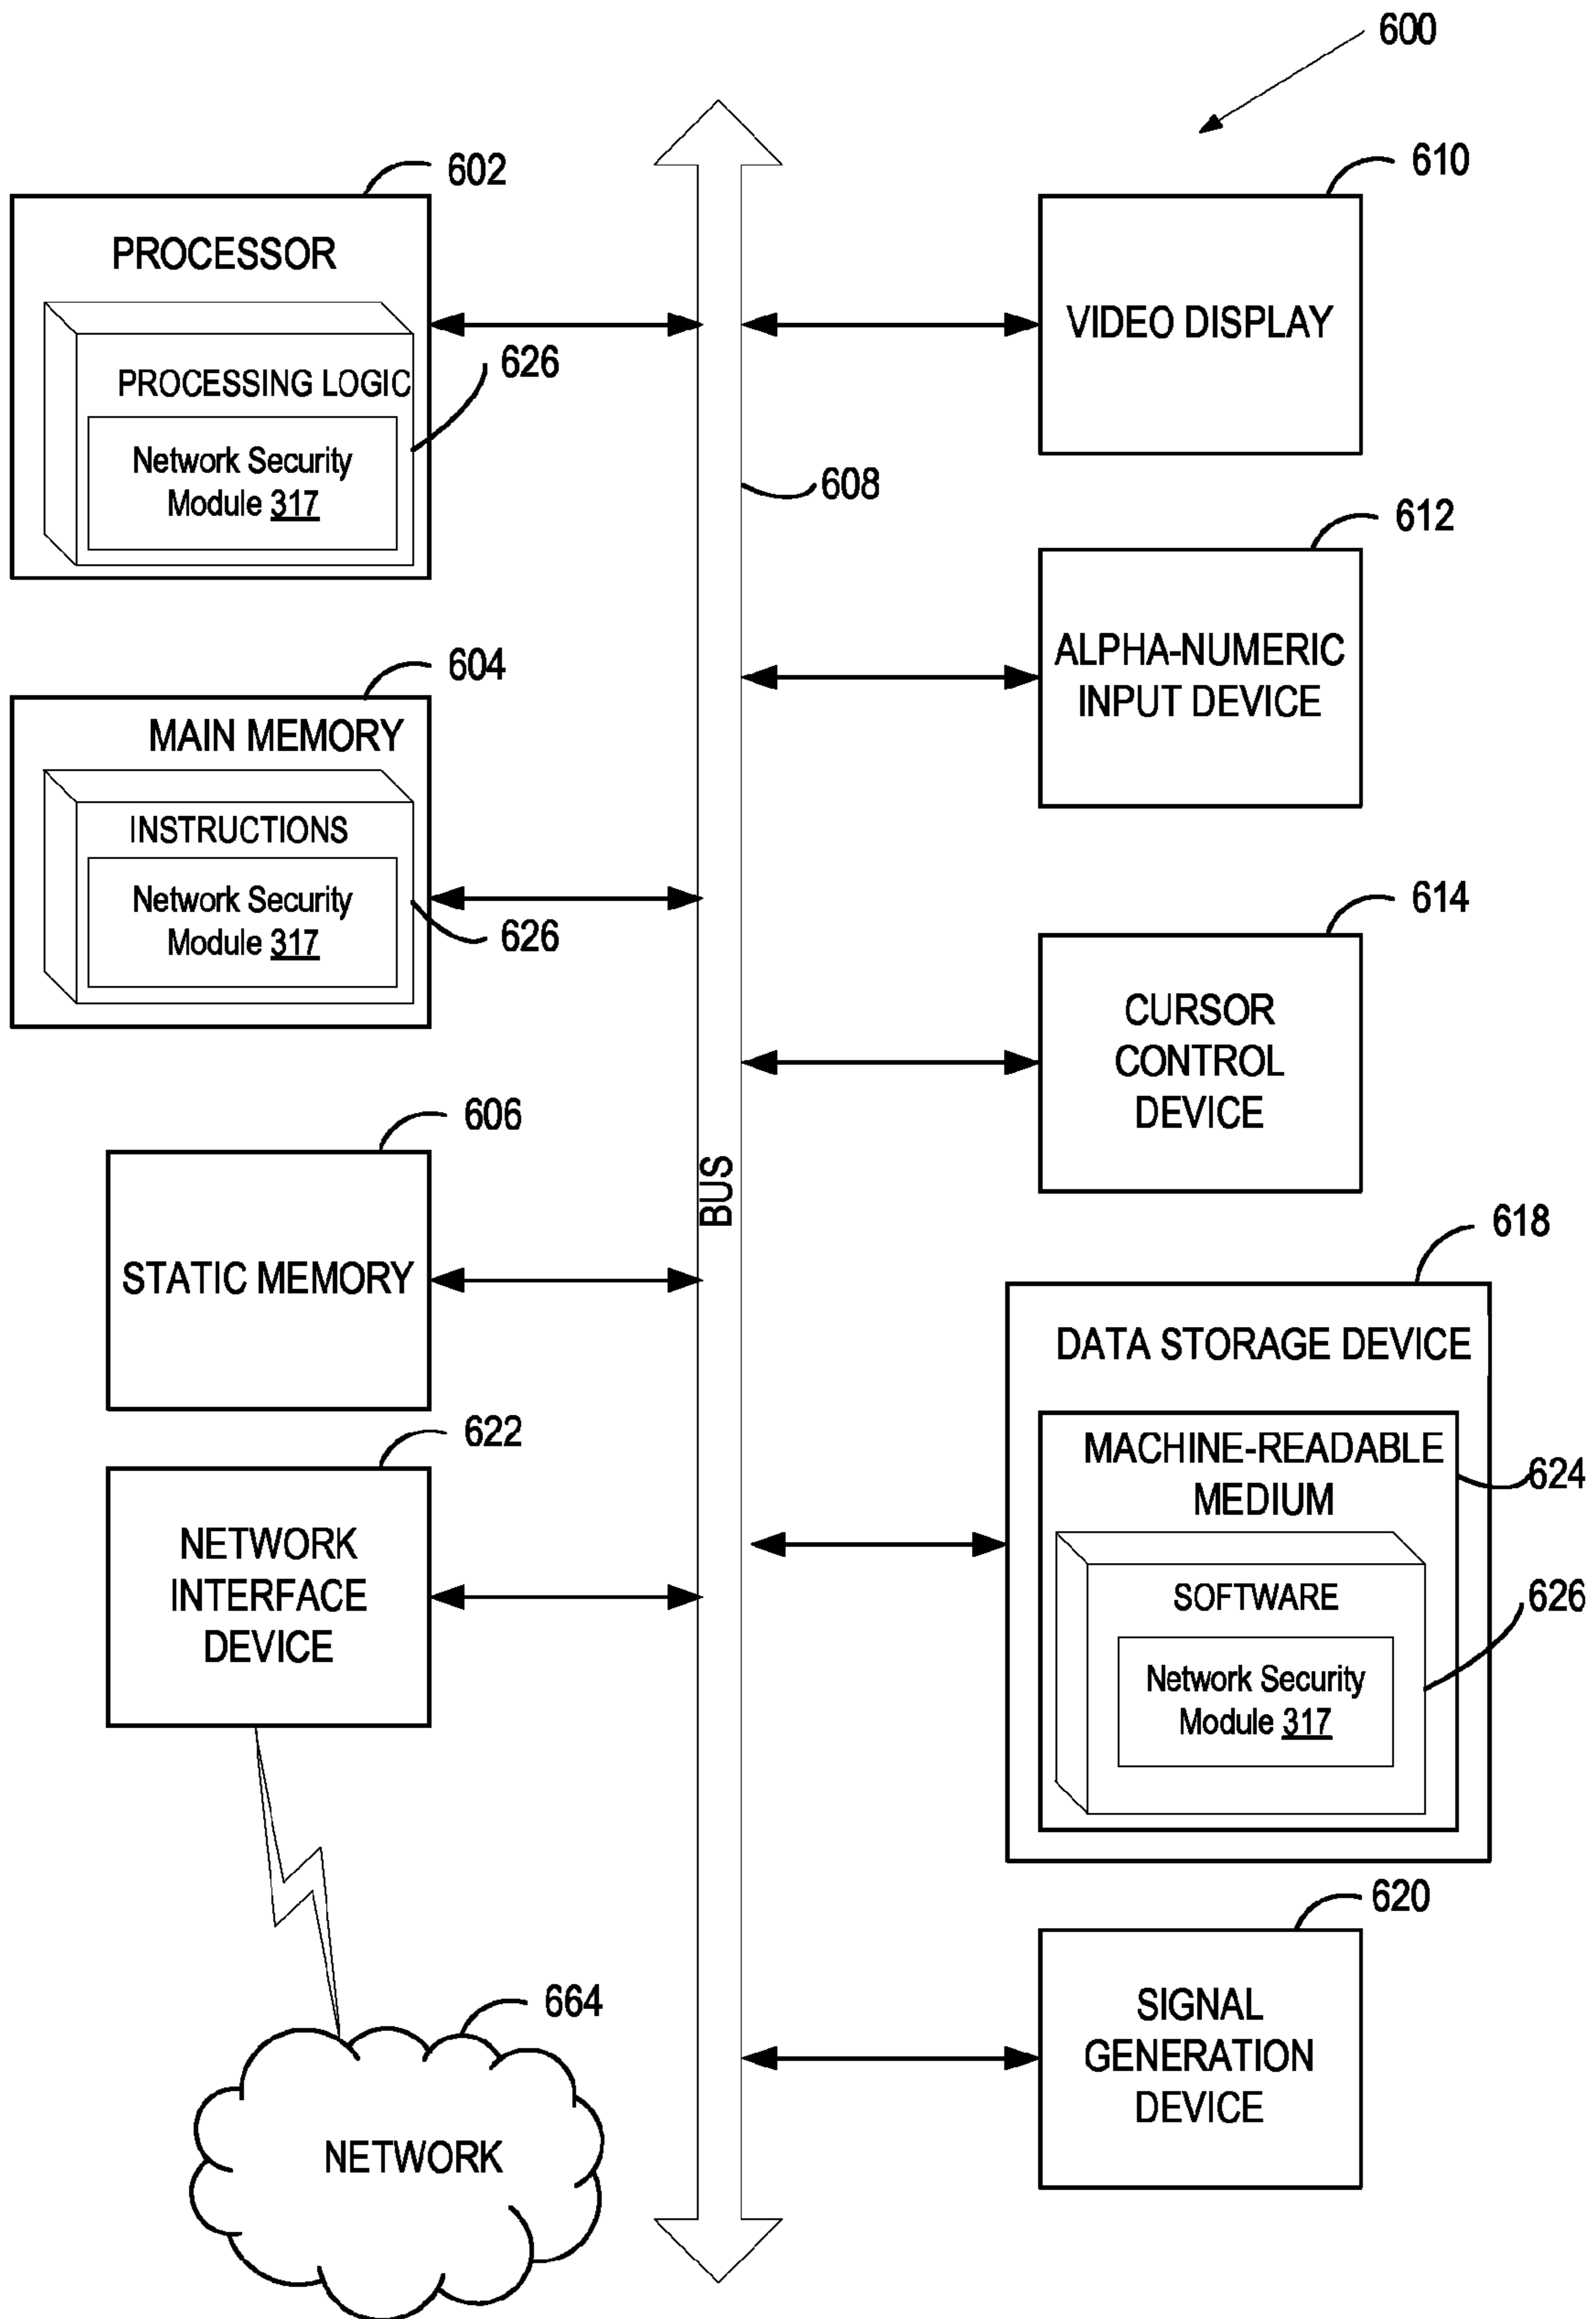 600
602
PROCESSOR
PROCESSING LOGIC
Network Security
Module 317
626
604
MAIN MEMORY
INSTRUCTIONS
Network Security
Module 317
626
606
STATIC MEMORY
622
NETWORK
INTERFACE
DEVICE
664
NETWORK
608
BUS
610
VIDEO DISPLAY
612
ALPHA-NUMERIC
INPUT DEVICE
614
CURSOR
CONTROL
DEVICE
618
DATA STORAGE DEVICE
MACHINE-READABLE
MEDIUM
624
SOFTWARE
626
Network Security
Module 317
620
SIGNAL
GENERATION
DEVICE